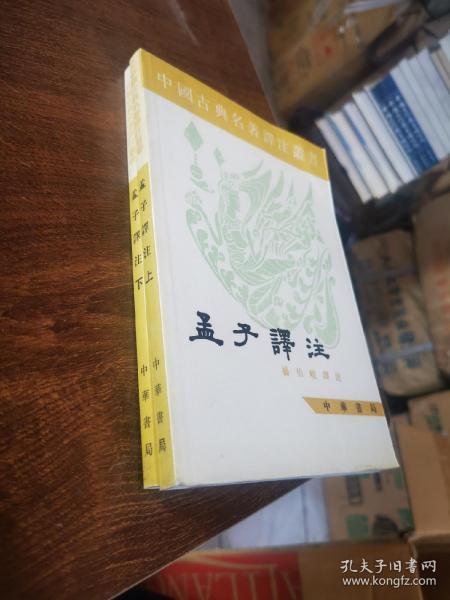 中國古典名著譯注叢書
孟子譯注
楊伯峻譯注
中華書局
孟子譯注上
中華書局
孟子譯注下
中華書局
孔夫子旧书网
www.kongfz.com